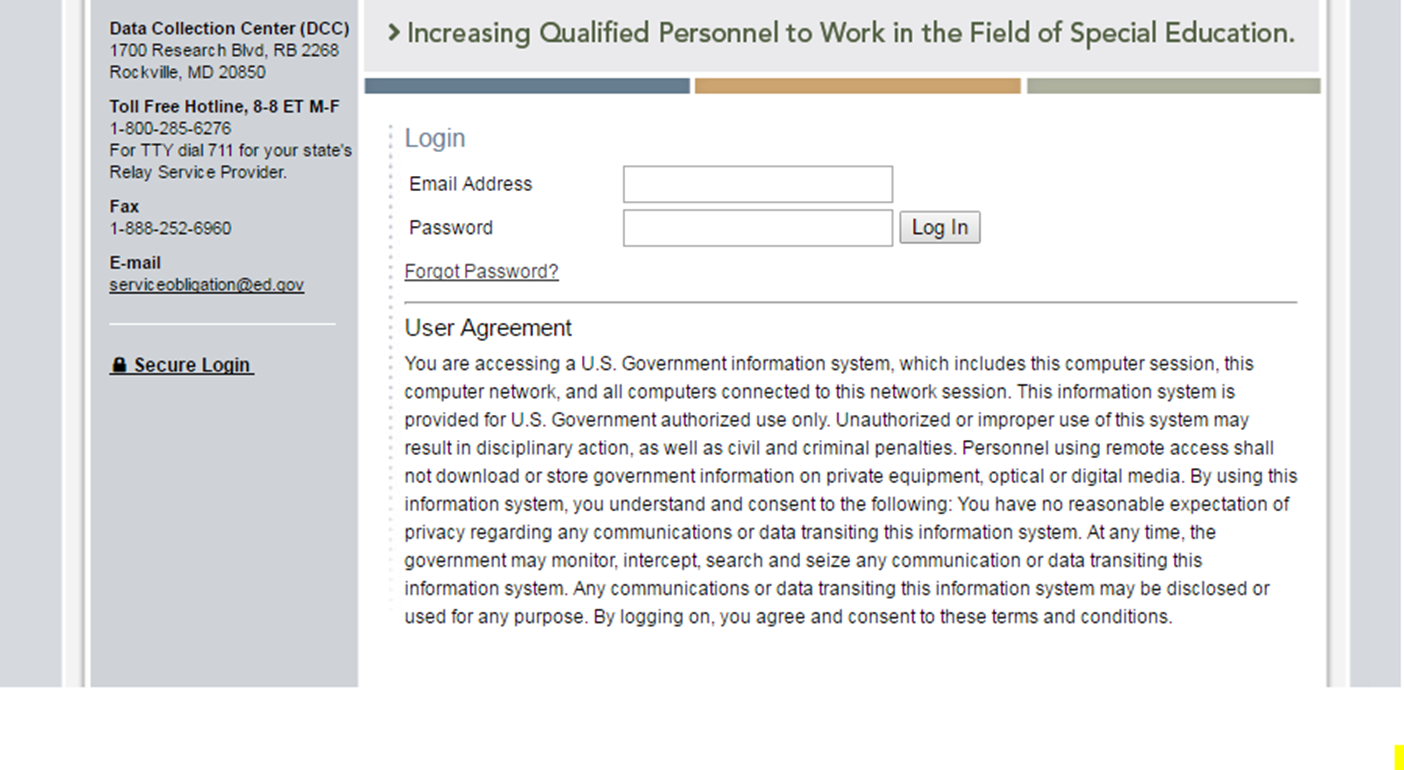 Data Collection Center (DCC)
1700 Research Blvd, RB 2268
Rockville, MD 20850
Toll Free Hotline, 8-8 ET M-F
1-800-285-6276
For TTY dial 711 for your state's
Relay Service Provider.
Fax
1-888-252-6960
E-mail
serviceobligation@ed.gov
Secure Login
Increasing Qualified Personnel to Work in the Field of Special Education.
Login
Email Address
Password
Log In
Forgot Password?
User Agreement
You are accessing a U.S. Government information system, which includes this computer session, this
computer network, and all computers connected to this network session. This information system is
provided for U.S. Government authorized use only. Unauthorized or improper use of this system may
result in disciplinary action, as well as civil and criminal penalties. Personnel using remote access shall
not download or store government information on private equipment, optical or digital media. By using this
information system, you understand and consent to the following: You have no reasonable expectation of
privacy regarding any communications or data transiting this information system. At any time, the
government may monitor, intercept, search and seize any communication or data transiting this
information system. Any communications or data transiting this information system may be disclosed or
used for any purpose. By logging on, you agree and consent to these terms and conditions.